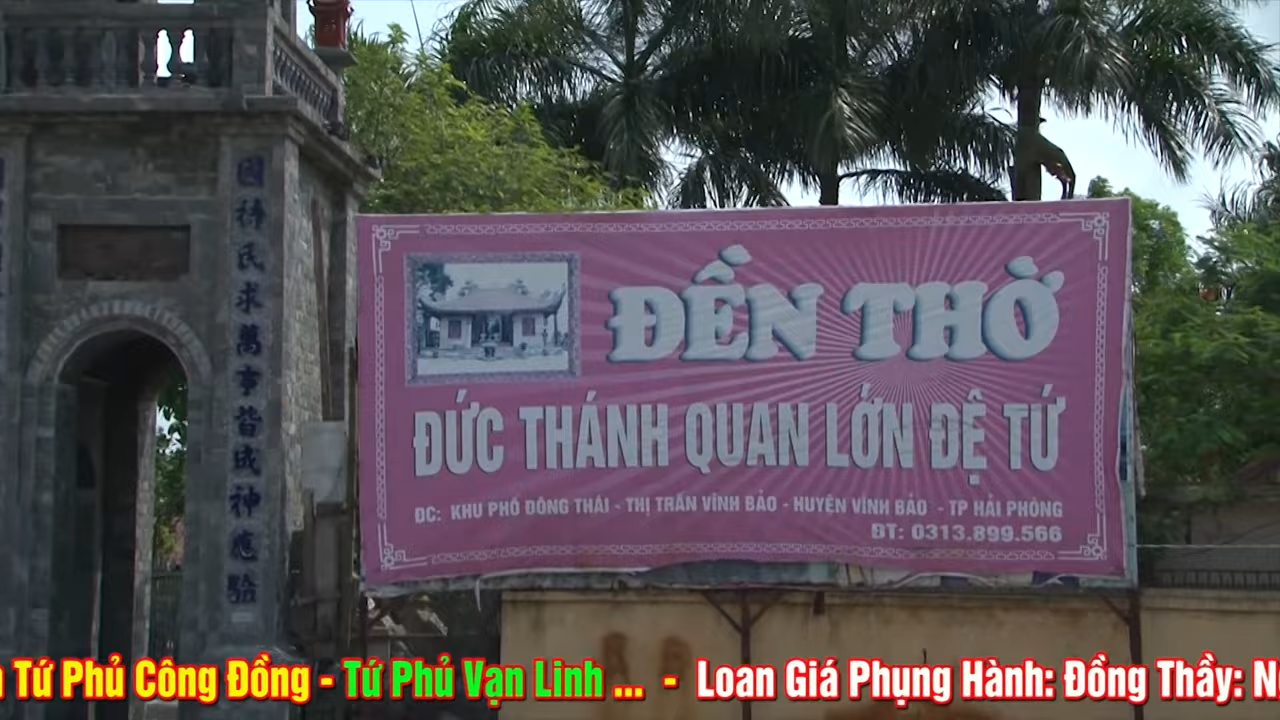 國禱民求萬事皆成神應驗
ĐỀN THỜ
ĐỨC THÁNH QUAN LỚN ĐỆ TỨ
ĐC: KHU PHỐ ĐÔNG THÁI - THỊ TRẤN VĨNH BẢO - HUYỆN VĨNH BẢO - TP HẢI PHÒNG
ĐT: 0313.899.566
Tứ Phủ Công Đồng - Tứ Phủ Vạn Linh ... - Loan Giá Phụng Hành: Đồng Thầy: